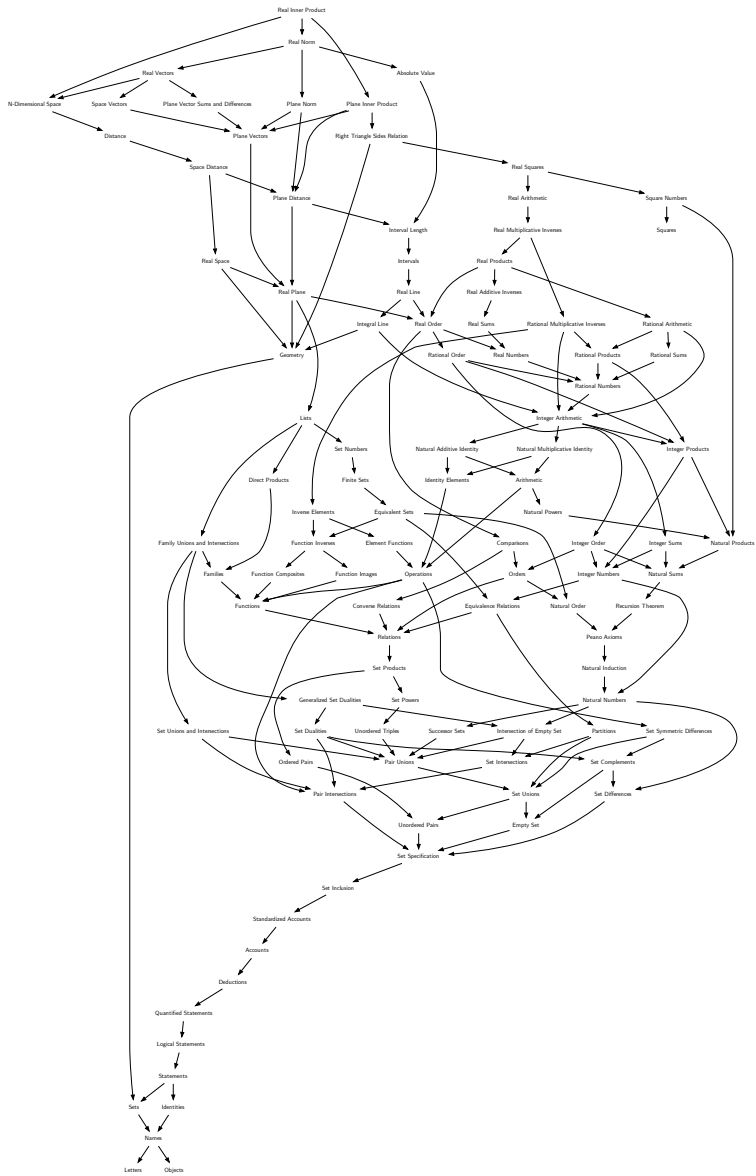 Real Inner Product
Real Norm
Real Vectors
Absolute Value
N-Dimensional Space
Space Vectors
Plane Vector Sums and Differences
Plane Norm
Plane Inner Product
Distance
Plane Vectors
Right Triangle Sides Relation
Space Distance
Real Squares
Plane Distance
Real Arithmetic
Square Numbers
Interval Length
Real Multiplicative Inverses
Squares
Real Space
Intervals
Real Products
Real Plane
Real Line
Real Additive Inverses
Integral Line
Real Order
Real Sums
Rational Multiplicative Inverses
Rational Arithmetic
Geometry
Rational Order
Real Numbers
Rational Products
Rational Sums
Rational Numbers
Lists
Integer Arithmetic
Set Numbers
Natural Additive Identity
Natural Multiplicative Identity
Integer Products
Direct Products
Finite Sets
Identity Elements
Arithmetic
Inverse Elements
Equivalent Sets
Natural Powers
Family Unions and Intersections
Function Inverses
Element Functions
Comparisons
Integer Order
Integer Sums
Natural Products
Families
Function Composites
Function Images
Operations
Orders
Integer Numbers
Natural Sums
Functions
Converse Relations
Equivalence Relations
Natural Order
Recursion Theorem
Relations
Peano Axioms
Set Products
Natural Induction
Generalized Set Dualities
Set Powers
Natural Numbers
Set Unions and Intersections
Set Dualities
Unordered Triples
Successor Sets
Intersection of Empty Set
Partitions
Set Symmetric Differences
Ordered Pairs
Pair Unions
Set Intersections
Set Complements
Pair Intersections
Set Unions
Set Differences
Unordered Pairs
Empty Set
Set Specification
Set Inclusion
Standardized Accounts
Accounts
Deductions
Quantified Statements
Logical Statements
Statements
Sets
Identities
Names
Letters
Objects